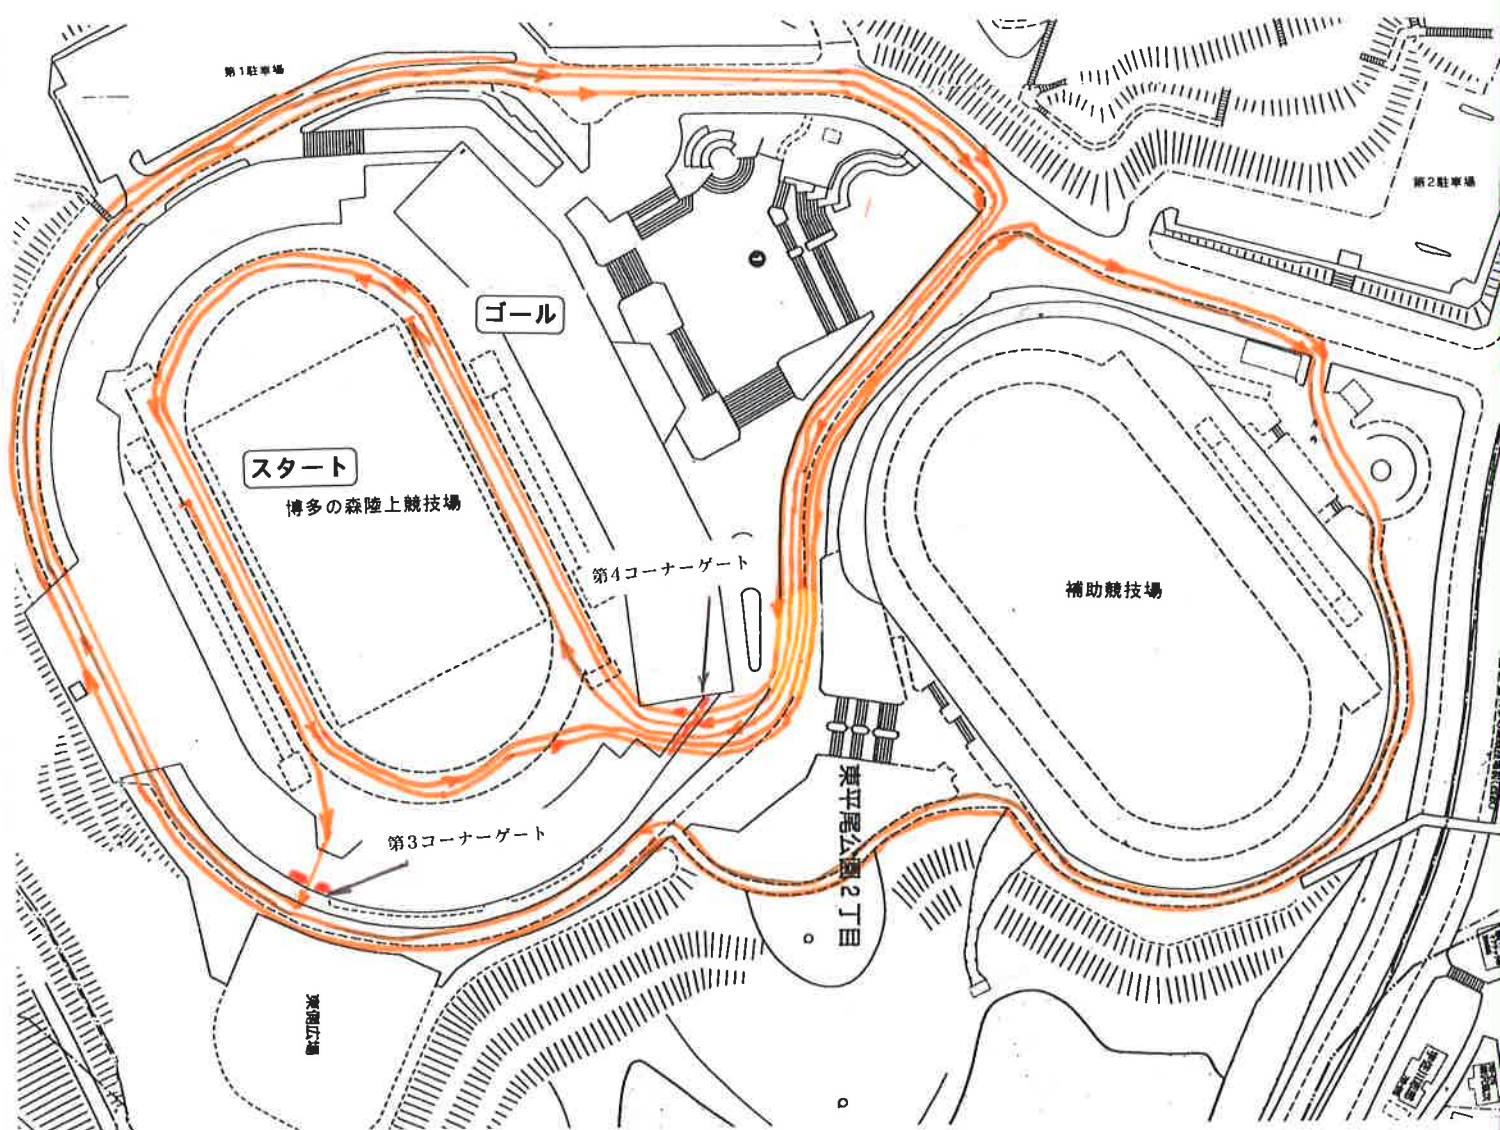 第1駐車場
第2駐車場
❶
ゴール
スタート
博多の森陸上競技場
第4コーナーゲート
補助競技場
東平尾公園2丁目
第3コーナーゲート
東側広場